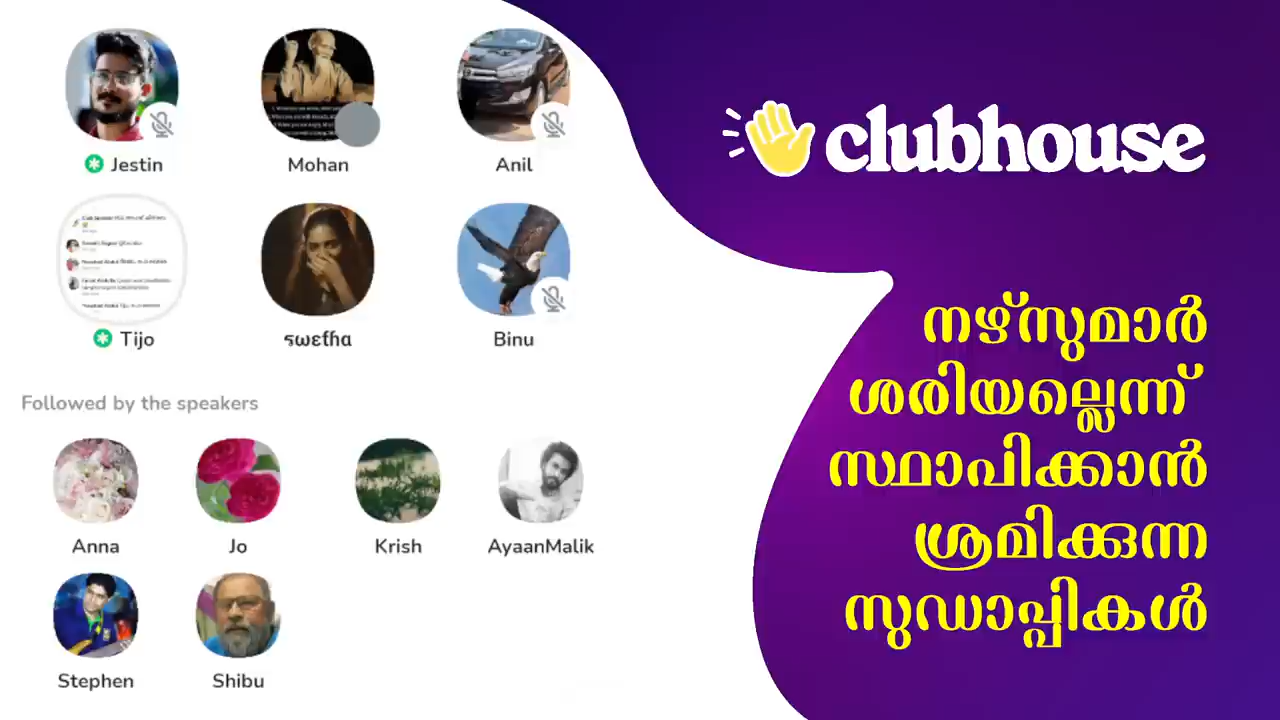 Jestin
Mohan
Anil
Tijo
ꜱωεƭɦα
Binu
Followed by the speakers
Anna
Jo
Krish
AyaanMalik
Stephen
Shibu
clubhouse
നഴ്സുമാർ
ശരിയല്ലെന്ന്
സ്ഥാപിക്കാൻ
ശ്രമിക്കുന്ന
സുഡാപ്പികൾ